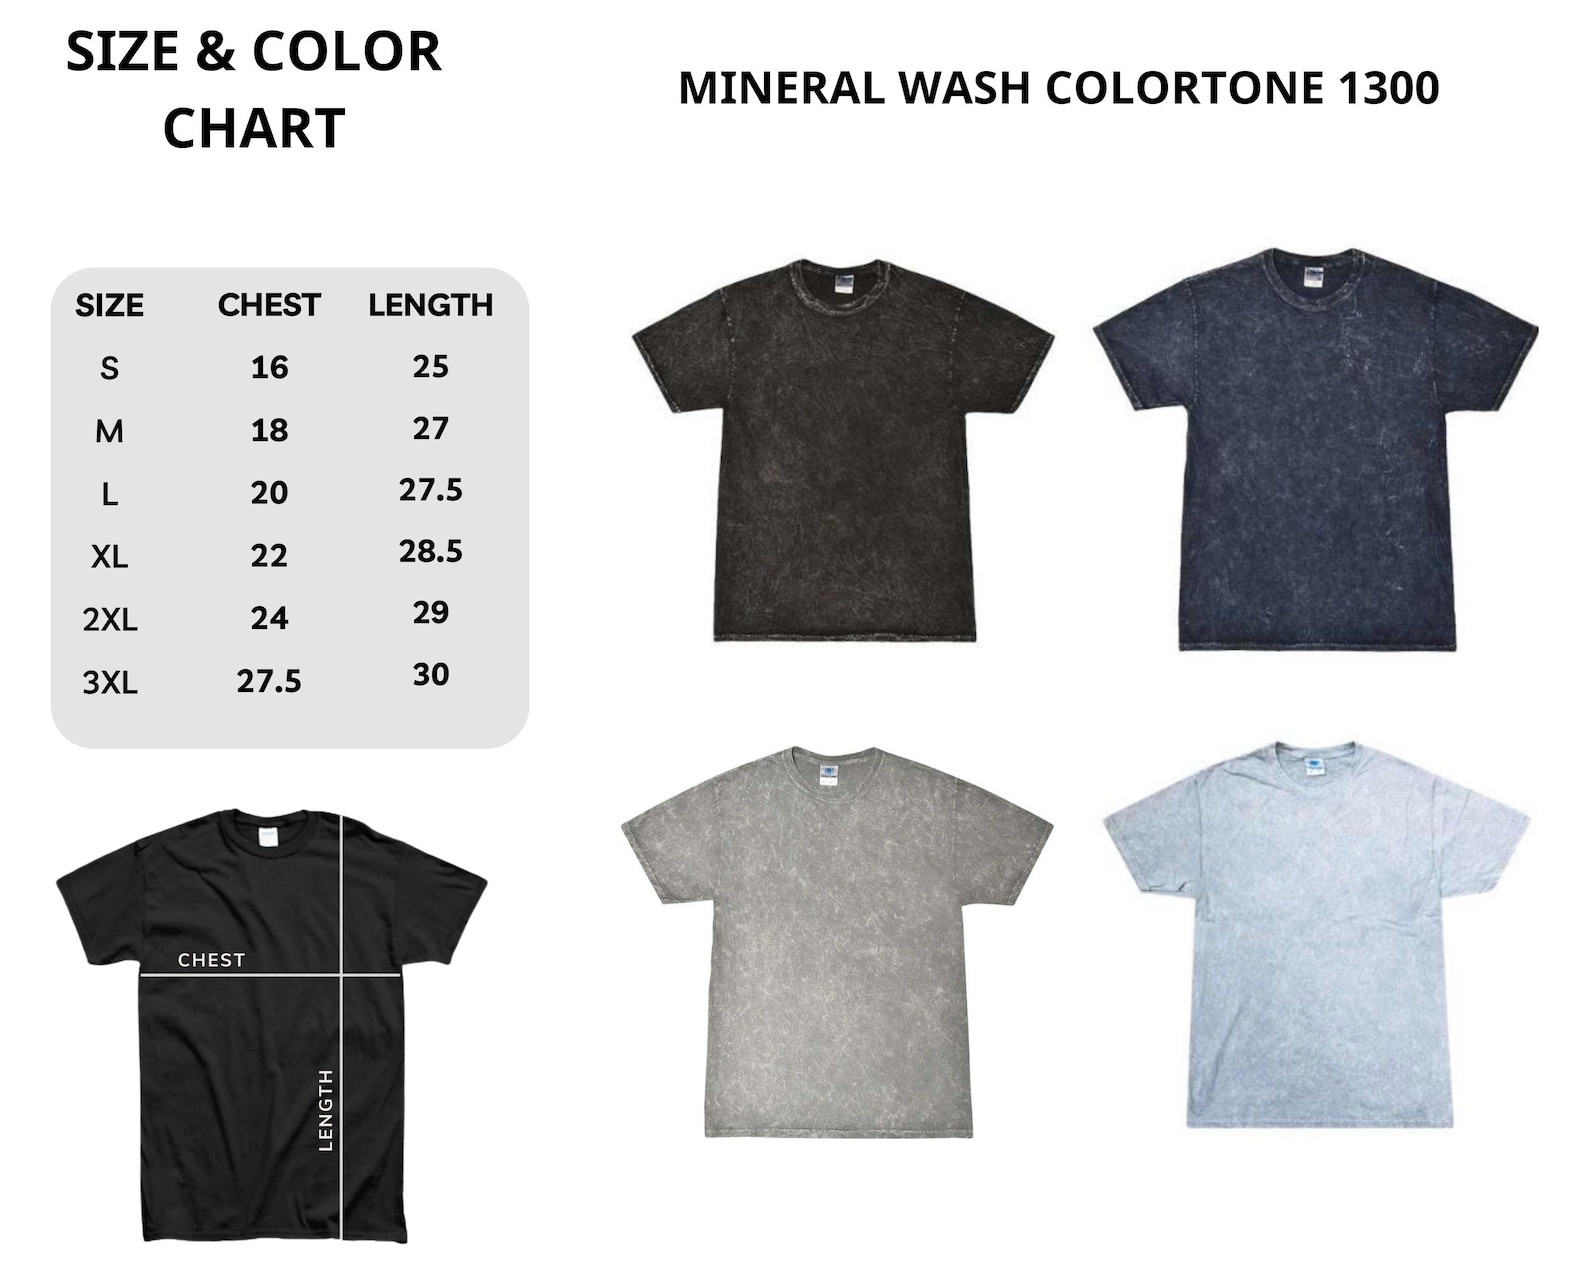 SIZE & COLOR
CHART
MINERAL WASH COLORTONE 1300
SIZE CHEST LENGTH
S 16 25
M 18 27
L 20 27.5
XL 22 28.5
2XL 24 29
3XL 27.5 30
CHEST
LENGTH